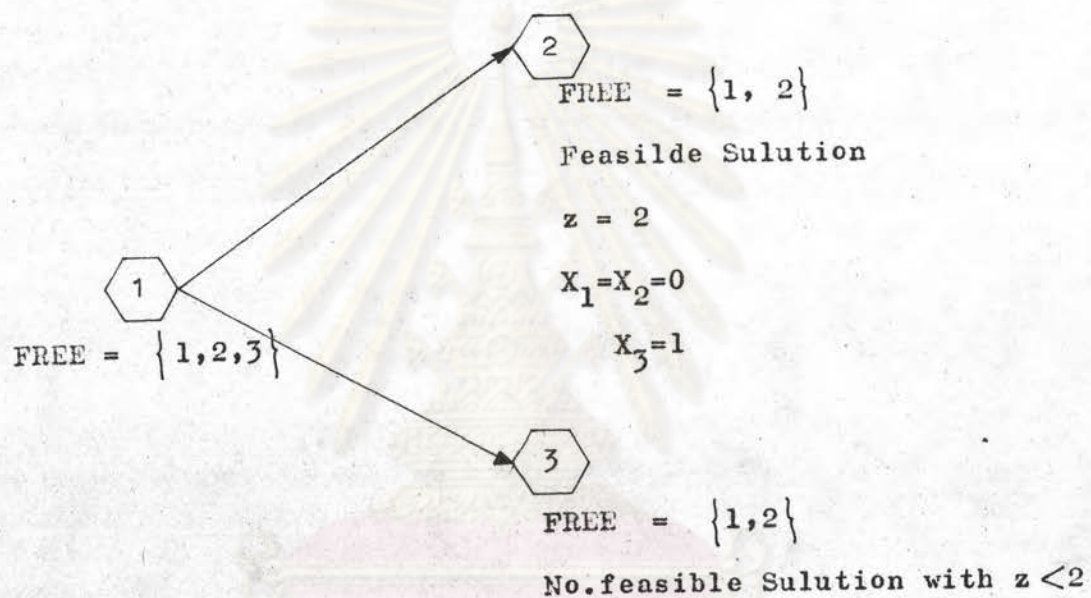 2
FREE = {1, 2}
Feasilde Sulution
z = 2
X₁=X₂=0
X₃=1
1
FREE = {1,2,3}
3
FREE = {1,2}
No.feasible Sulution with z <2